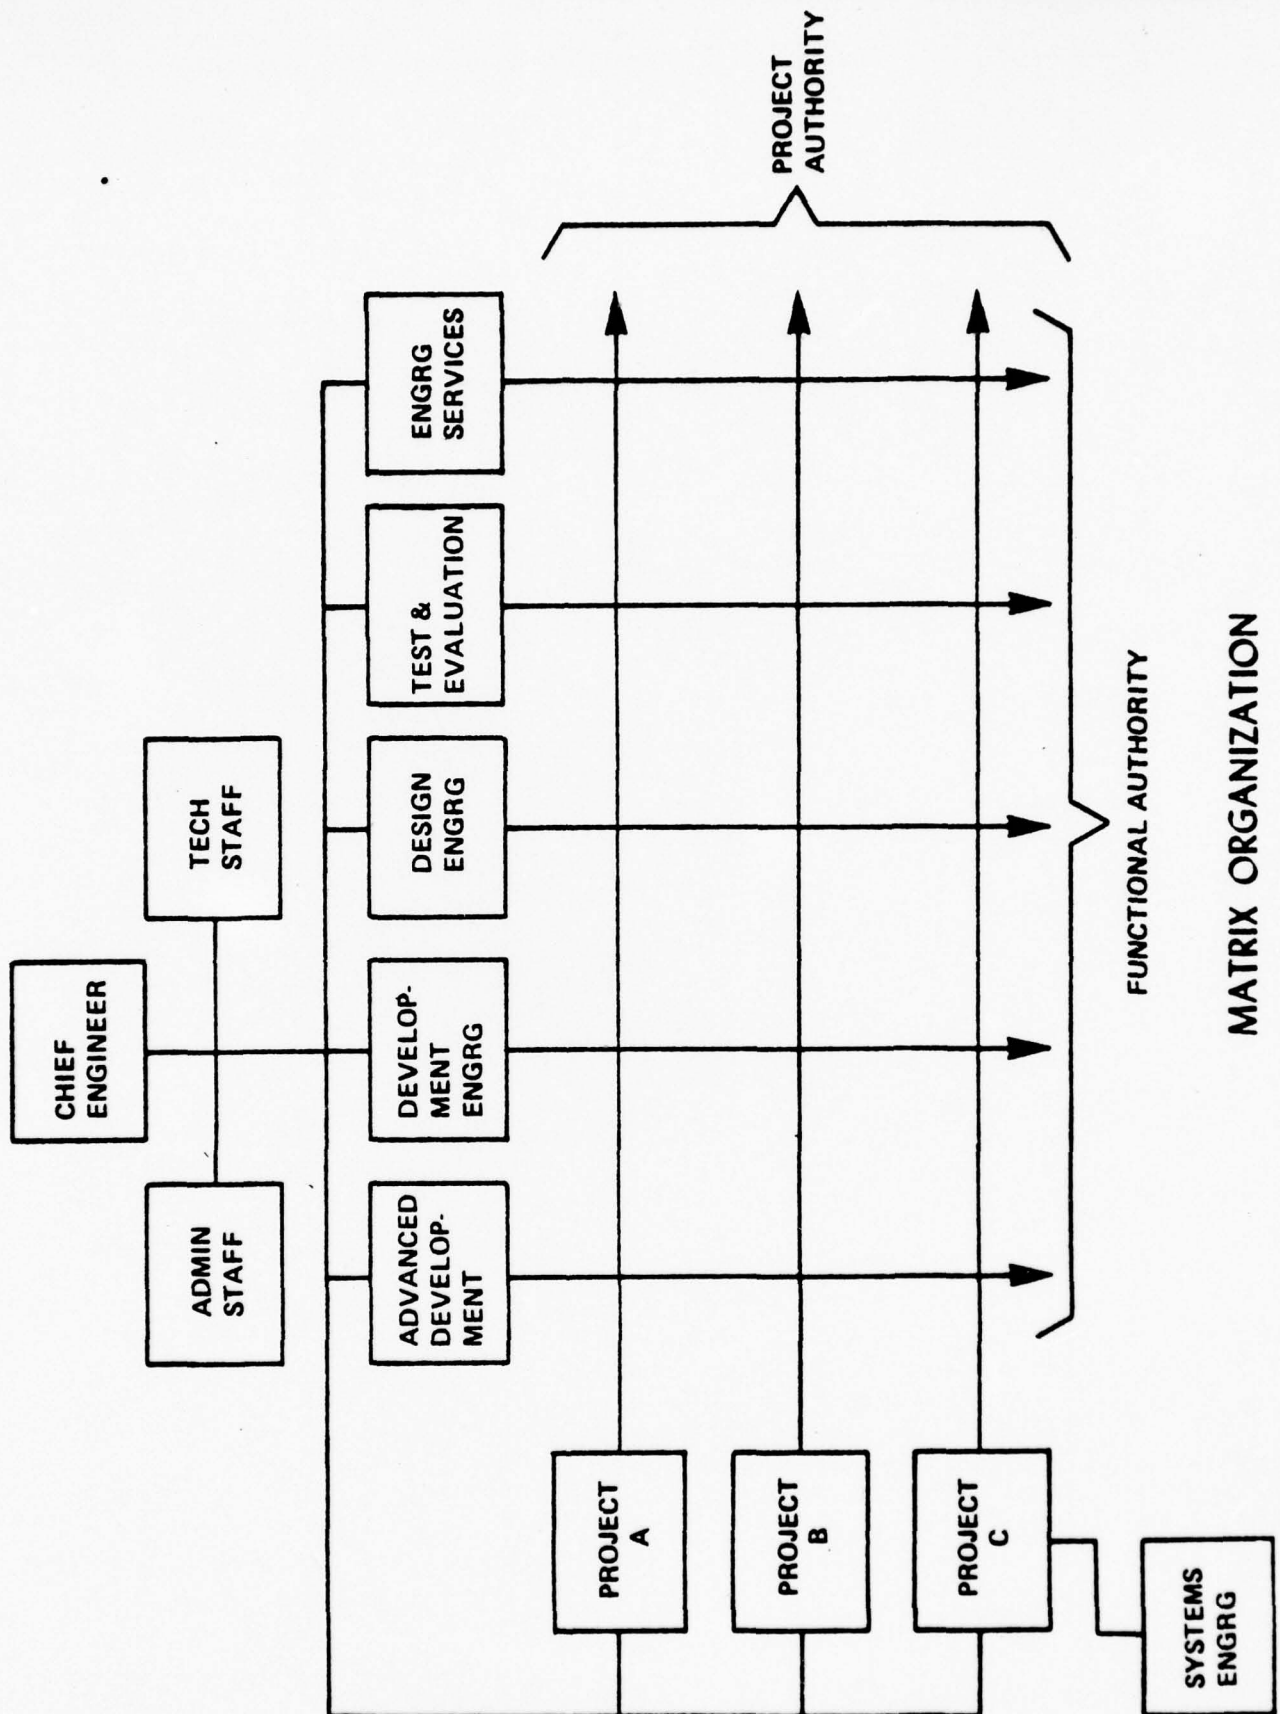 CHIEF
ENGINEER
ADMIN
STAFF
TECH
STAFF
ADVANCED
DEVELOP-
MENT
DEVELOP-
MENT
ENGRG
DESIGN
ENGRG
TEST &
EVALUATION
ENGRG
SERVICES
PROJECT
A
PROJECT
B
PROJECT
C
SYSTEMS
ENGRG
PROJECT
AUTHORITY
FUNCTIONAL AUTHORITY
MATRIX ORGANIZATION